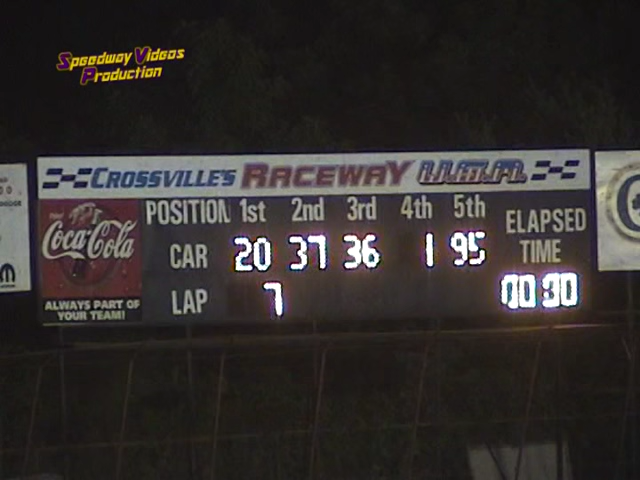 Speedway Videos
Production
CROSSVILLE'S RACEWAY U.M.P.
POSITION 1st 2nd 3rd 4th 5th
CAR 20 37 36 1 95
LAP 7
ELAPSED
TIME
00 00
Coca-Cola
ALWAYS PART OF
YOUR TEAM!